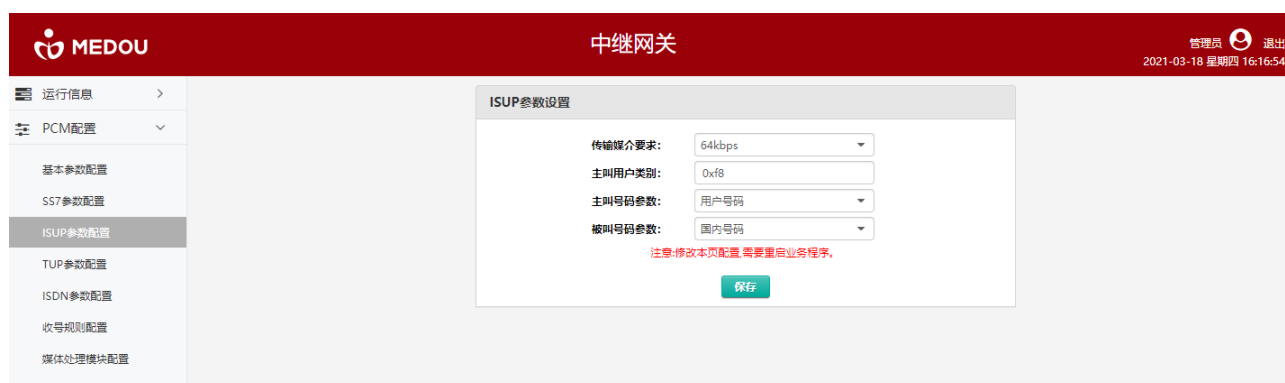 MEDOU
中继网关
管理员 退出
2021-03-18 星期四 16:16:54
运行信息
PCM配置
基本参数配置
SS7参数配置
ISUP参数配置
TUP参数配置
ISDN参数配置
收号规则配置
媒体处理模块配置
ISUP参数设置
传输媒介要求: 64kbps
主叫用户类别: 0xf8
主叫号码参数: 用户号码
被叫号码参数: 国内号码
注意:修改本页配置,需要重启业务程序。
保存